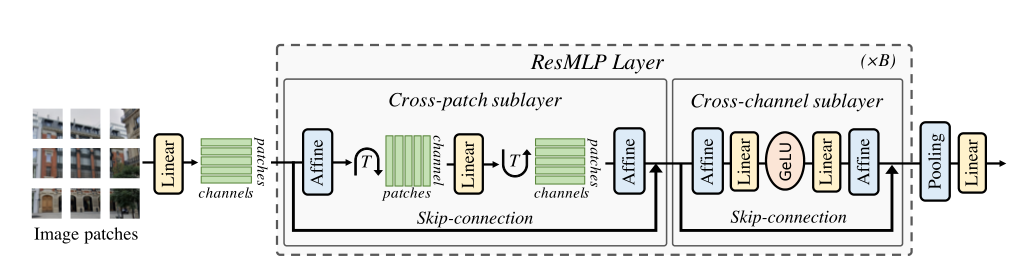 ResMLP Layer
(×B)
Cross-patch sublayer
Cross-channel sublayer
Image patches
Linear
patches
channels
Affine
T
channel
patches
Linear
T
patches
channels
Affine
Skip-connection
Affine
Linear
GeLU
Linear
Affine
Skip-connection
Pooling
Linear